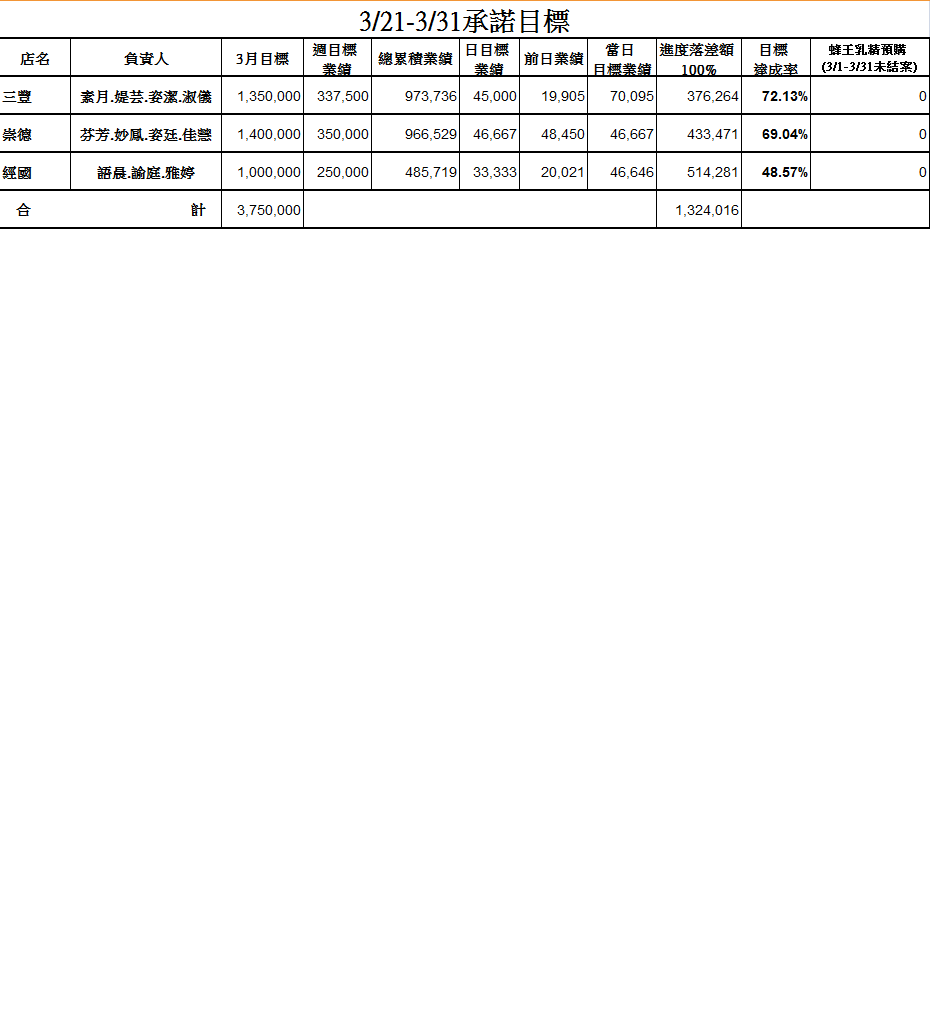 3/21-3/31承諾目標
店名 負責人 3月目標 週目標業績 總累積業績 日目標業績 前日業績 當日目標業績 進度落差額100% 目標達成率 蜂王乳精預購(3/1-3/31未結案)
三豐 素月.媞芸.姿潔.淑儀 1,350,000 337,500 973,736 45,000 19,905 70,095 376,264 72.13% 0
崇德 芬芳.妙鳳.姿廷.佳慧 1,400,000 350,000 966,529 46,667 48,450 46,667 433,471 69.04% 0
經國 語晨.諭庭.雅婷 1,000,000 250,000 485,719 33,333 20,021 46,646 514,281 48.57% 0
合計 3,750,000 1,324,016